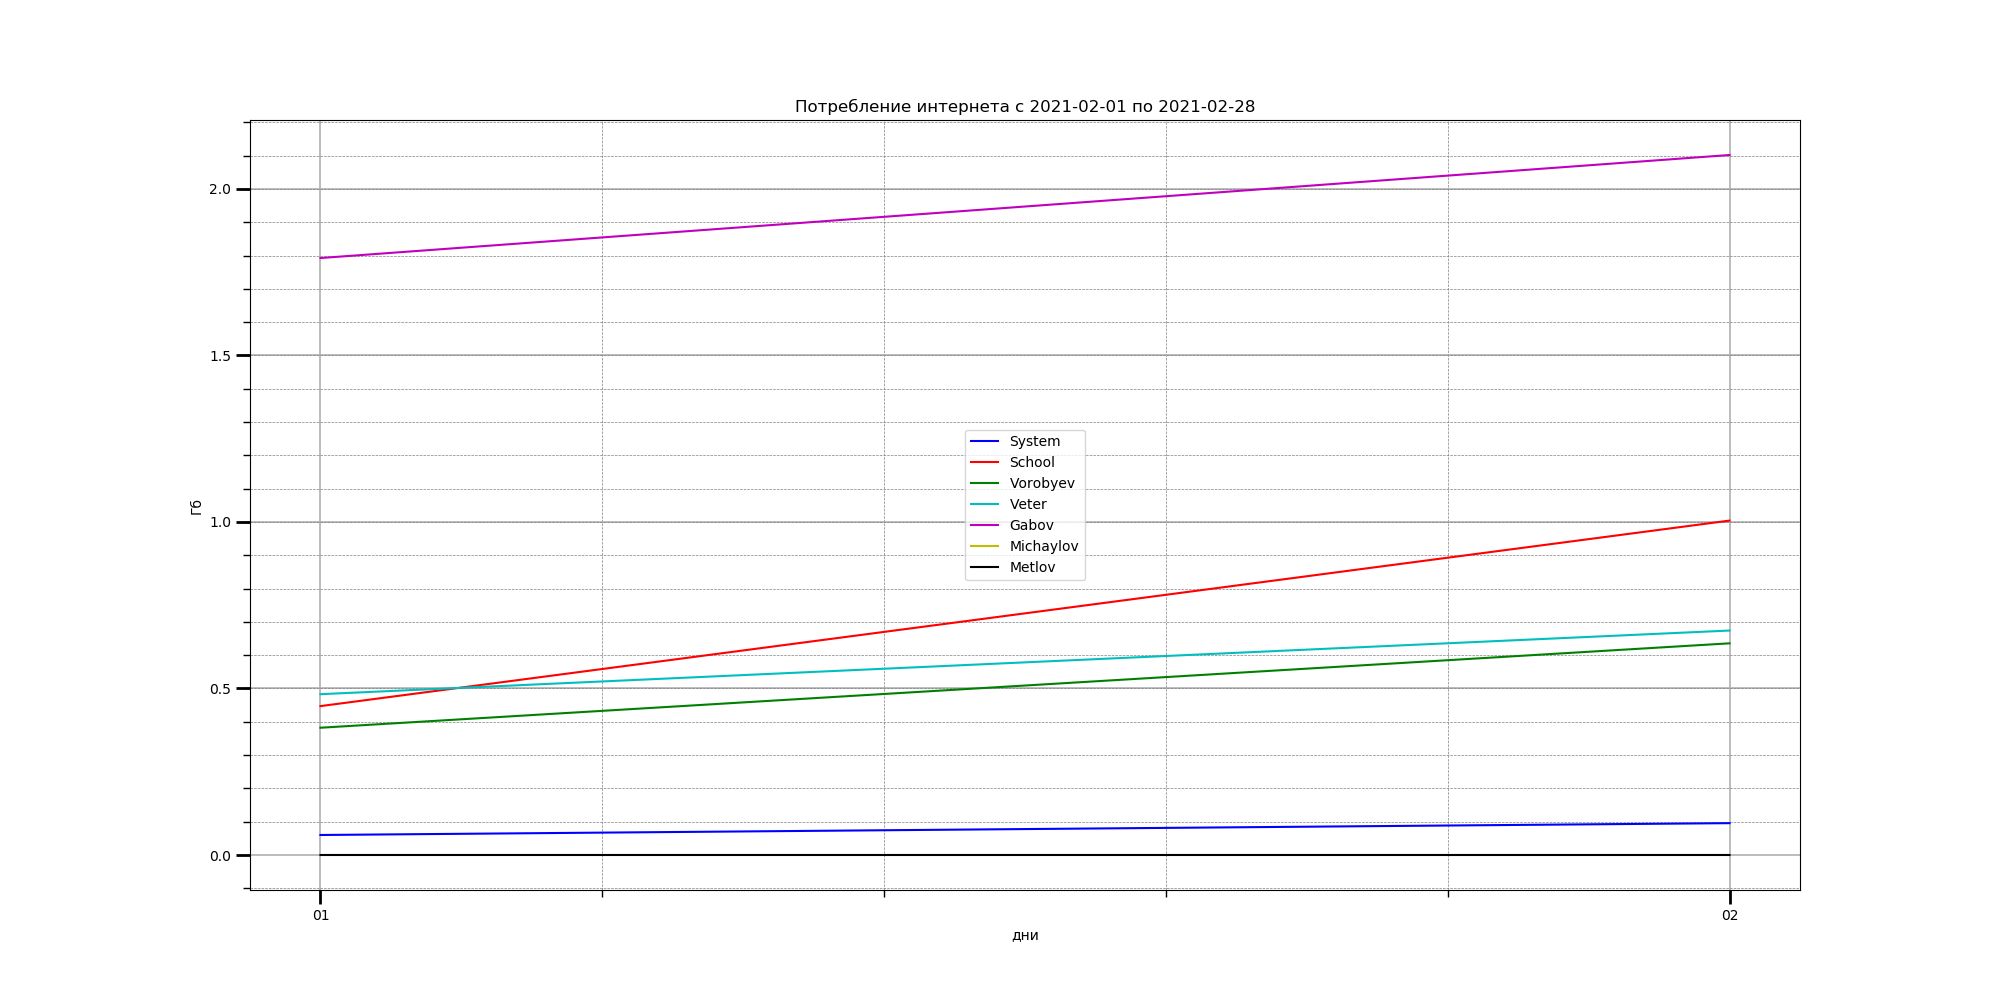 Потребление интернета с 2021-02-01 по 2021-02-28
2.0
1.5
1.0
0.5
0.0
Гб
System
School
Vorobyev
Veter
Gabov
Michaylov
Metlov
01
02
дни